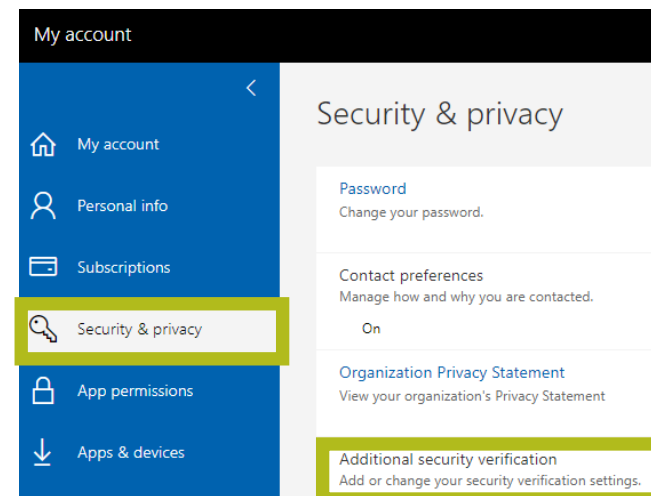 My account
My account
Personal info
Subscriptions
Security & privacy
App permissions
Apps & devices
Security & privacy
Password
Change your password.
Contact preferences
Manage how and why you are contacted.
On
Organization Privacy Statement
View your organization's Privacy Statement
Additional security verification
Add or change your security verification settings.